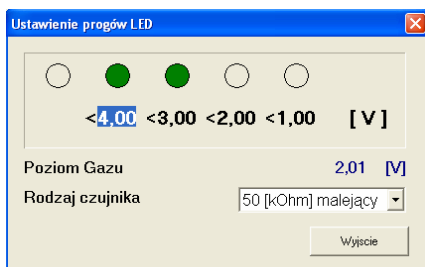 Ustawienie progów LED
<4,00 <3,00 <2,00 <1,00 [ V ]
Poziom Gazu 2,01 [V]
Rodzaj czujnika 50 [kOhm] malejący
Wyjscie